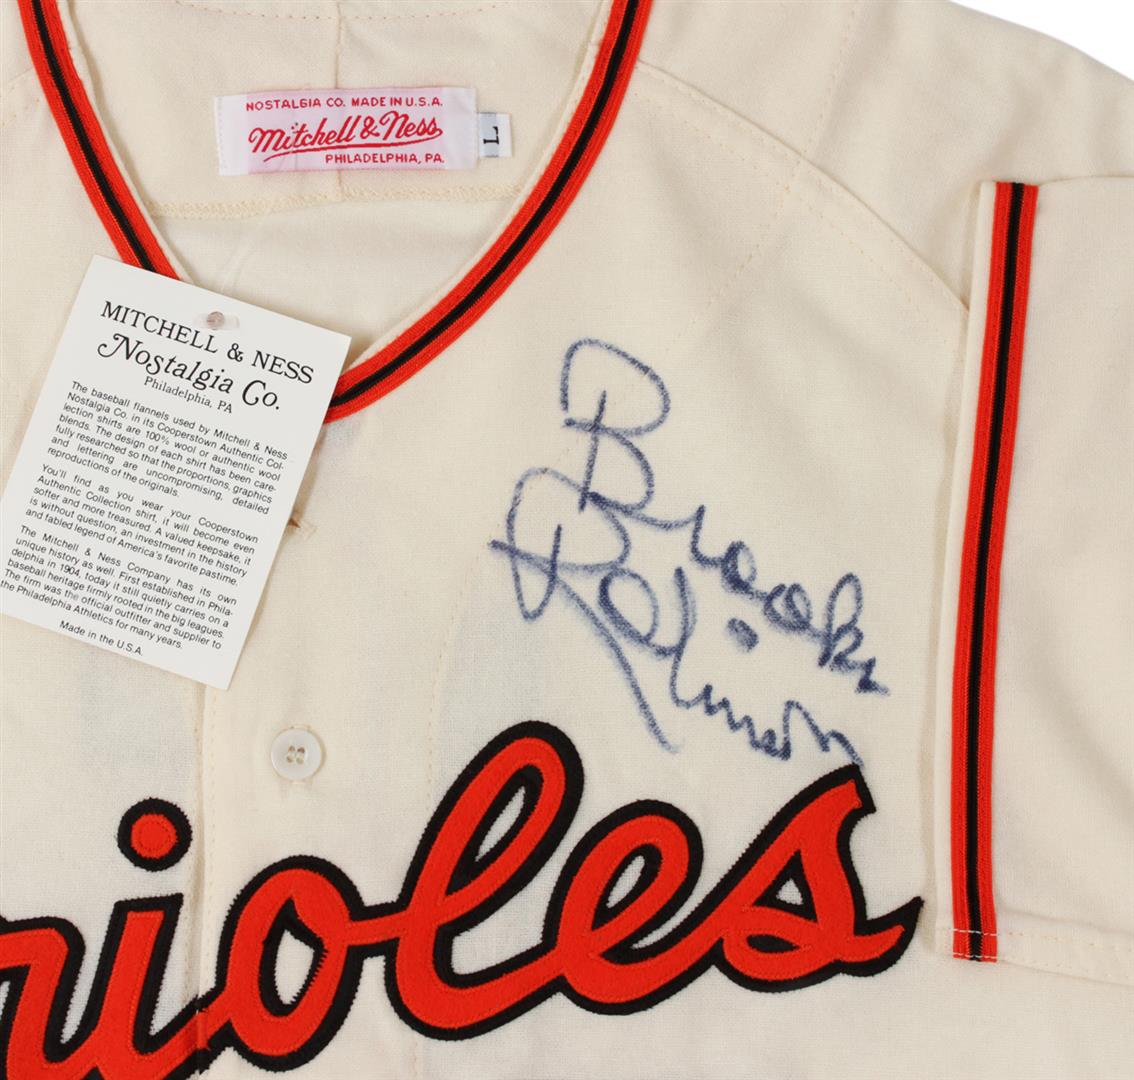 NOSTALGIA CO. MADE IN U.S.A.
Mitchell & Ness
PHILADELPHIA, PA.
L
MITCHELL & NESS
Nostalgia Co.
Philadelphia, PA
The baseball flannels used by Mitchell & Ness
Nostalgia Co. in its Cooperstown Authentic Col-
lection shirts are 100% wool or authentic wool
blends. The design of each shirt has been care-
fully researched so that the proportions, graphics
and lettering are uncompromising, detailed
reproductions of the originals.
You'll find as you wear your Cooperstown
Authentic Collection shirt, it will become even
softer and more treasured. A valued keepsake, it
is without question, an investment in the history
and fabled legend of America's favorite pastime.
The Mitchell & Ness Company has its own
unique history as well. First established in Phila-
delphia in 1904, today it still quietly carries on a
baseball heritage firmly rooted in the big leagues.
The firm was the official outfitter and supplier to
the Philadelphia Athletics for many years.
Made in the U.S.A.
Brooks
Robinson
rioles